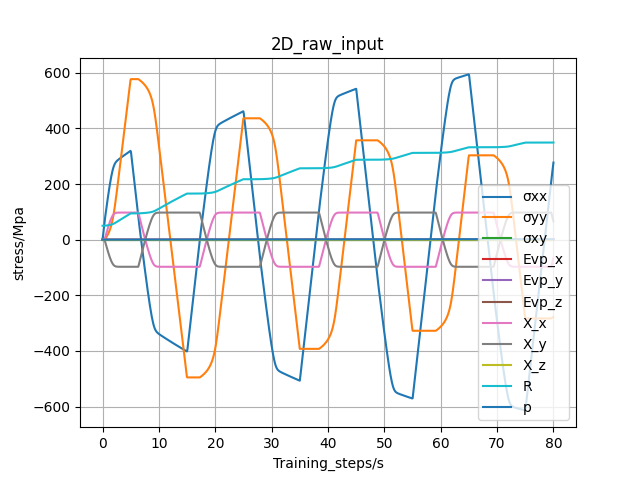 2D_raw_input
stress/Mpa
600
400
200
0
−200
−400
−600
σxx
σyy
σxy
Evp_x
Evp_y
Evp_z
X_x
X_y
X_z
R
p
0 10 20 30 40 50 60 70 80
Training_steps/s